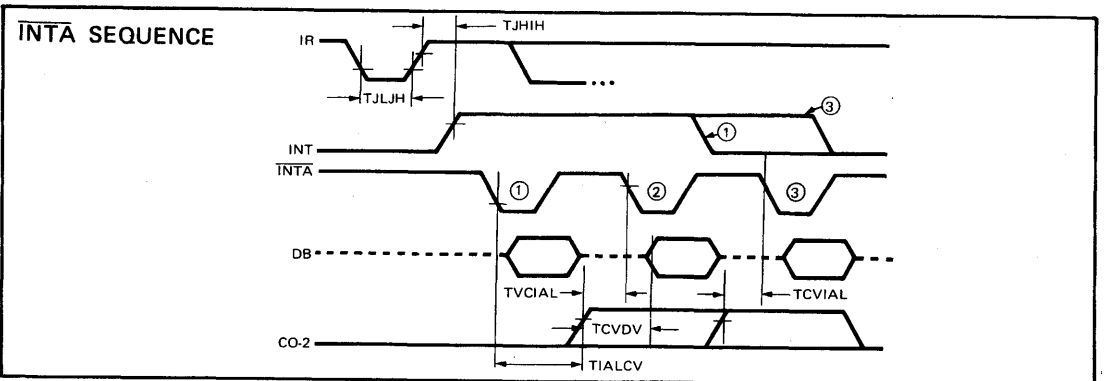 INTA SEQUENCE
TJHIH
IR
TJLJH
...
③
①
INT
INTA
①
②
③
DB
TVCIAL
TCVIAL
TCVDV
CO-2
TIALCV